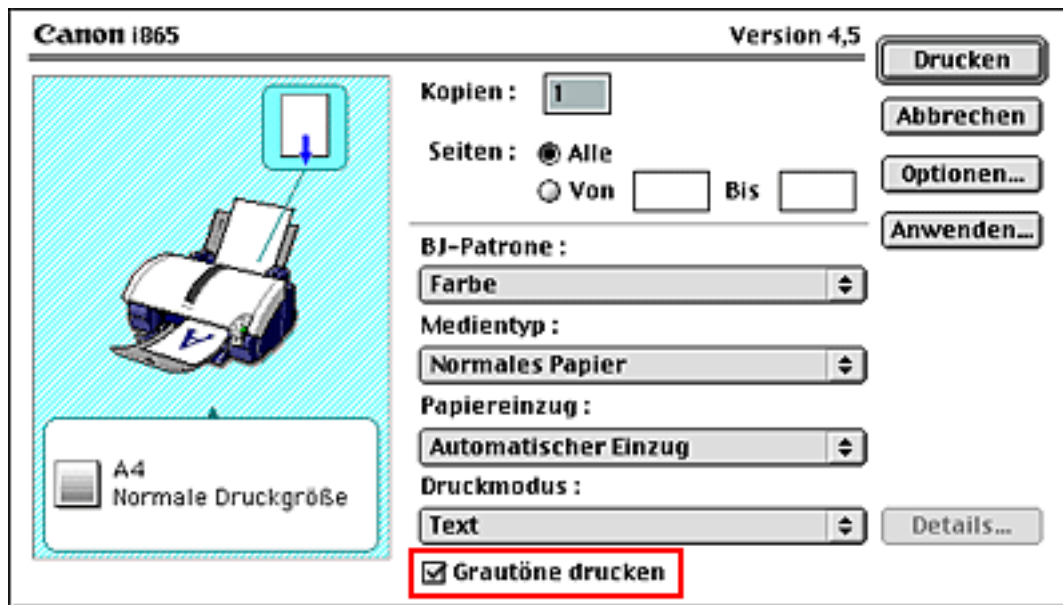 Canon i865
Version 4,5
Kopien : 1
Seiten : Alle
Von Bis
BJ-Patrone :
Farbe
Medientyp :
Normales Papier
Papiereinzug :
Automatischer Einzug
Druckmodus :
Text
Grautöne drucken
Drucken
Abbrechen
Optionen...
Anwenden...
Details...
A
A4
Normale Druckgröße